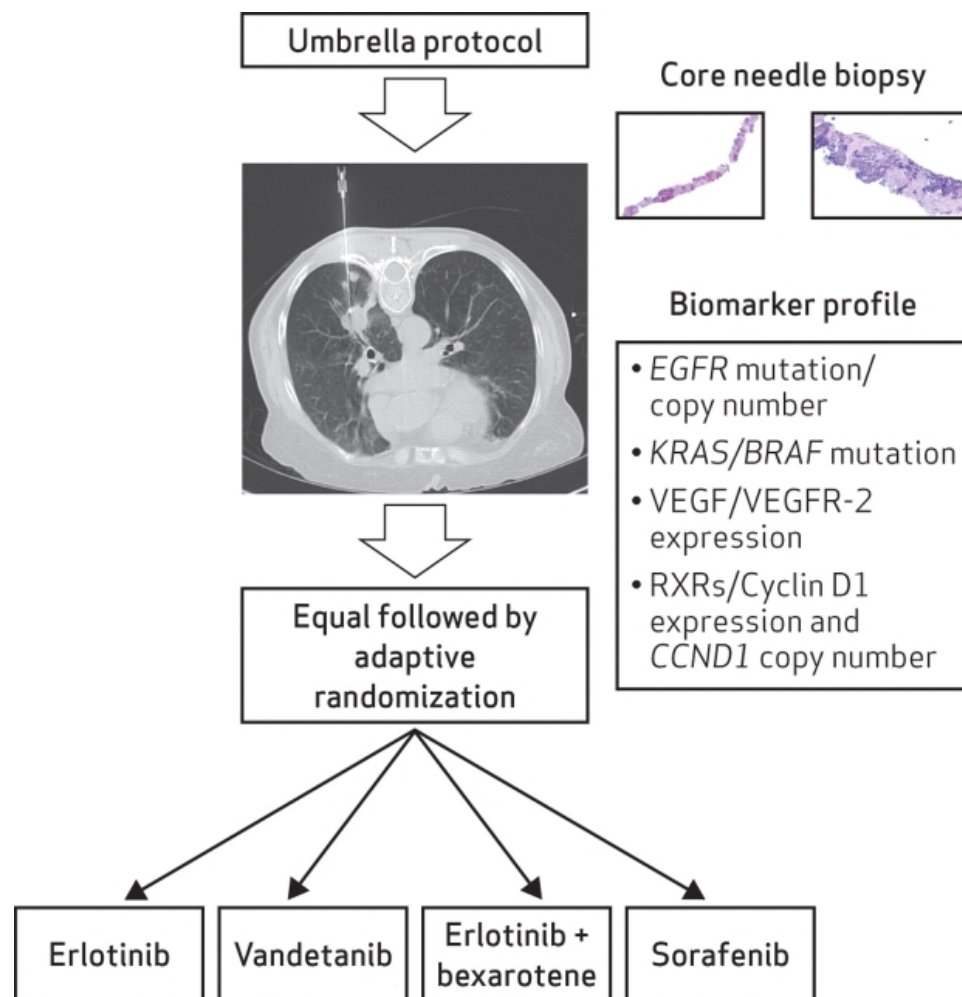 Umbrella protocol
Core needle biopsy
Biomarker profile
• EGFR mutation/
copy number
• KRAS/BRAF mutation
• VEGF/VEGFR-2
expression
• RXRs/Cyclin D1
expression and
CCND1 copy number
Equal followed by
adaptive
randomization
Erlotinib
Vandetanib
Erlotinib +
bexarotene
Sorafenib